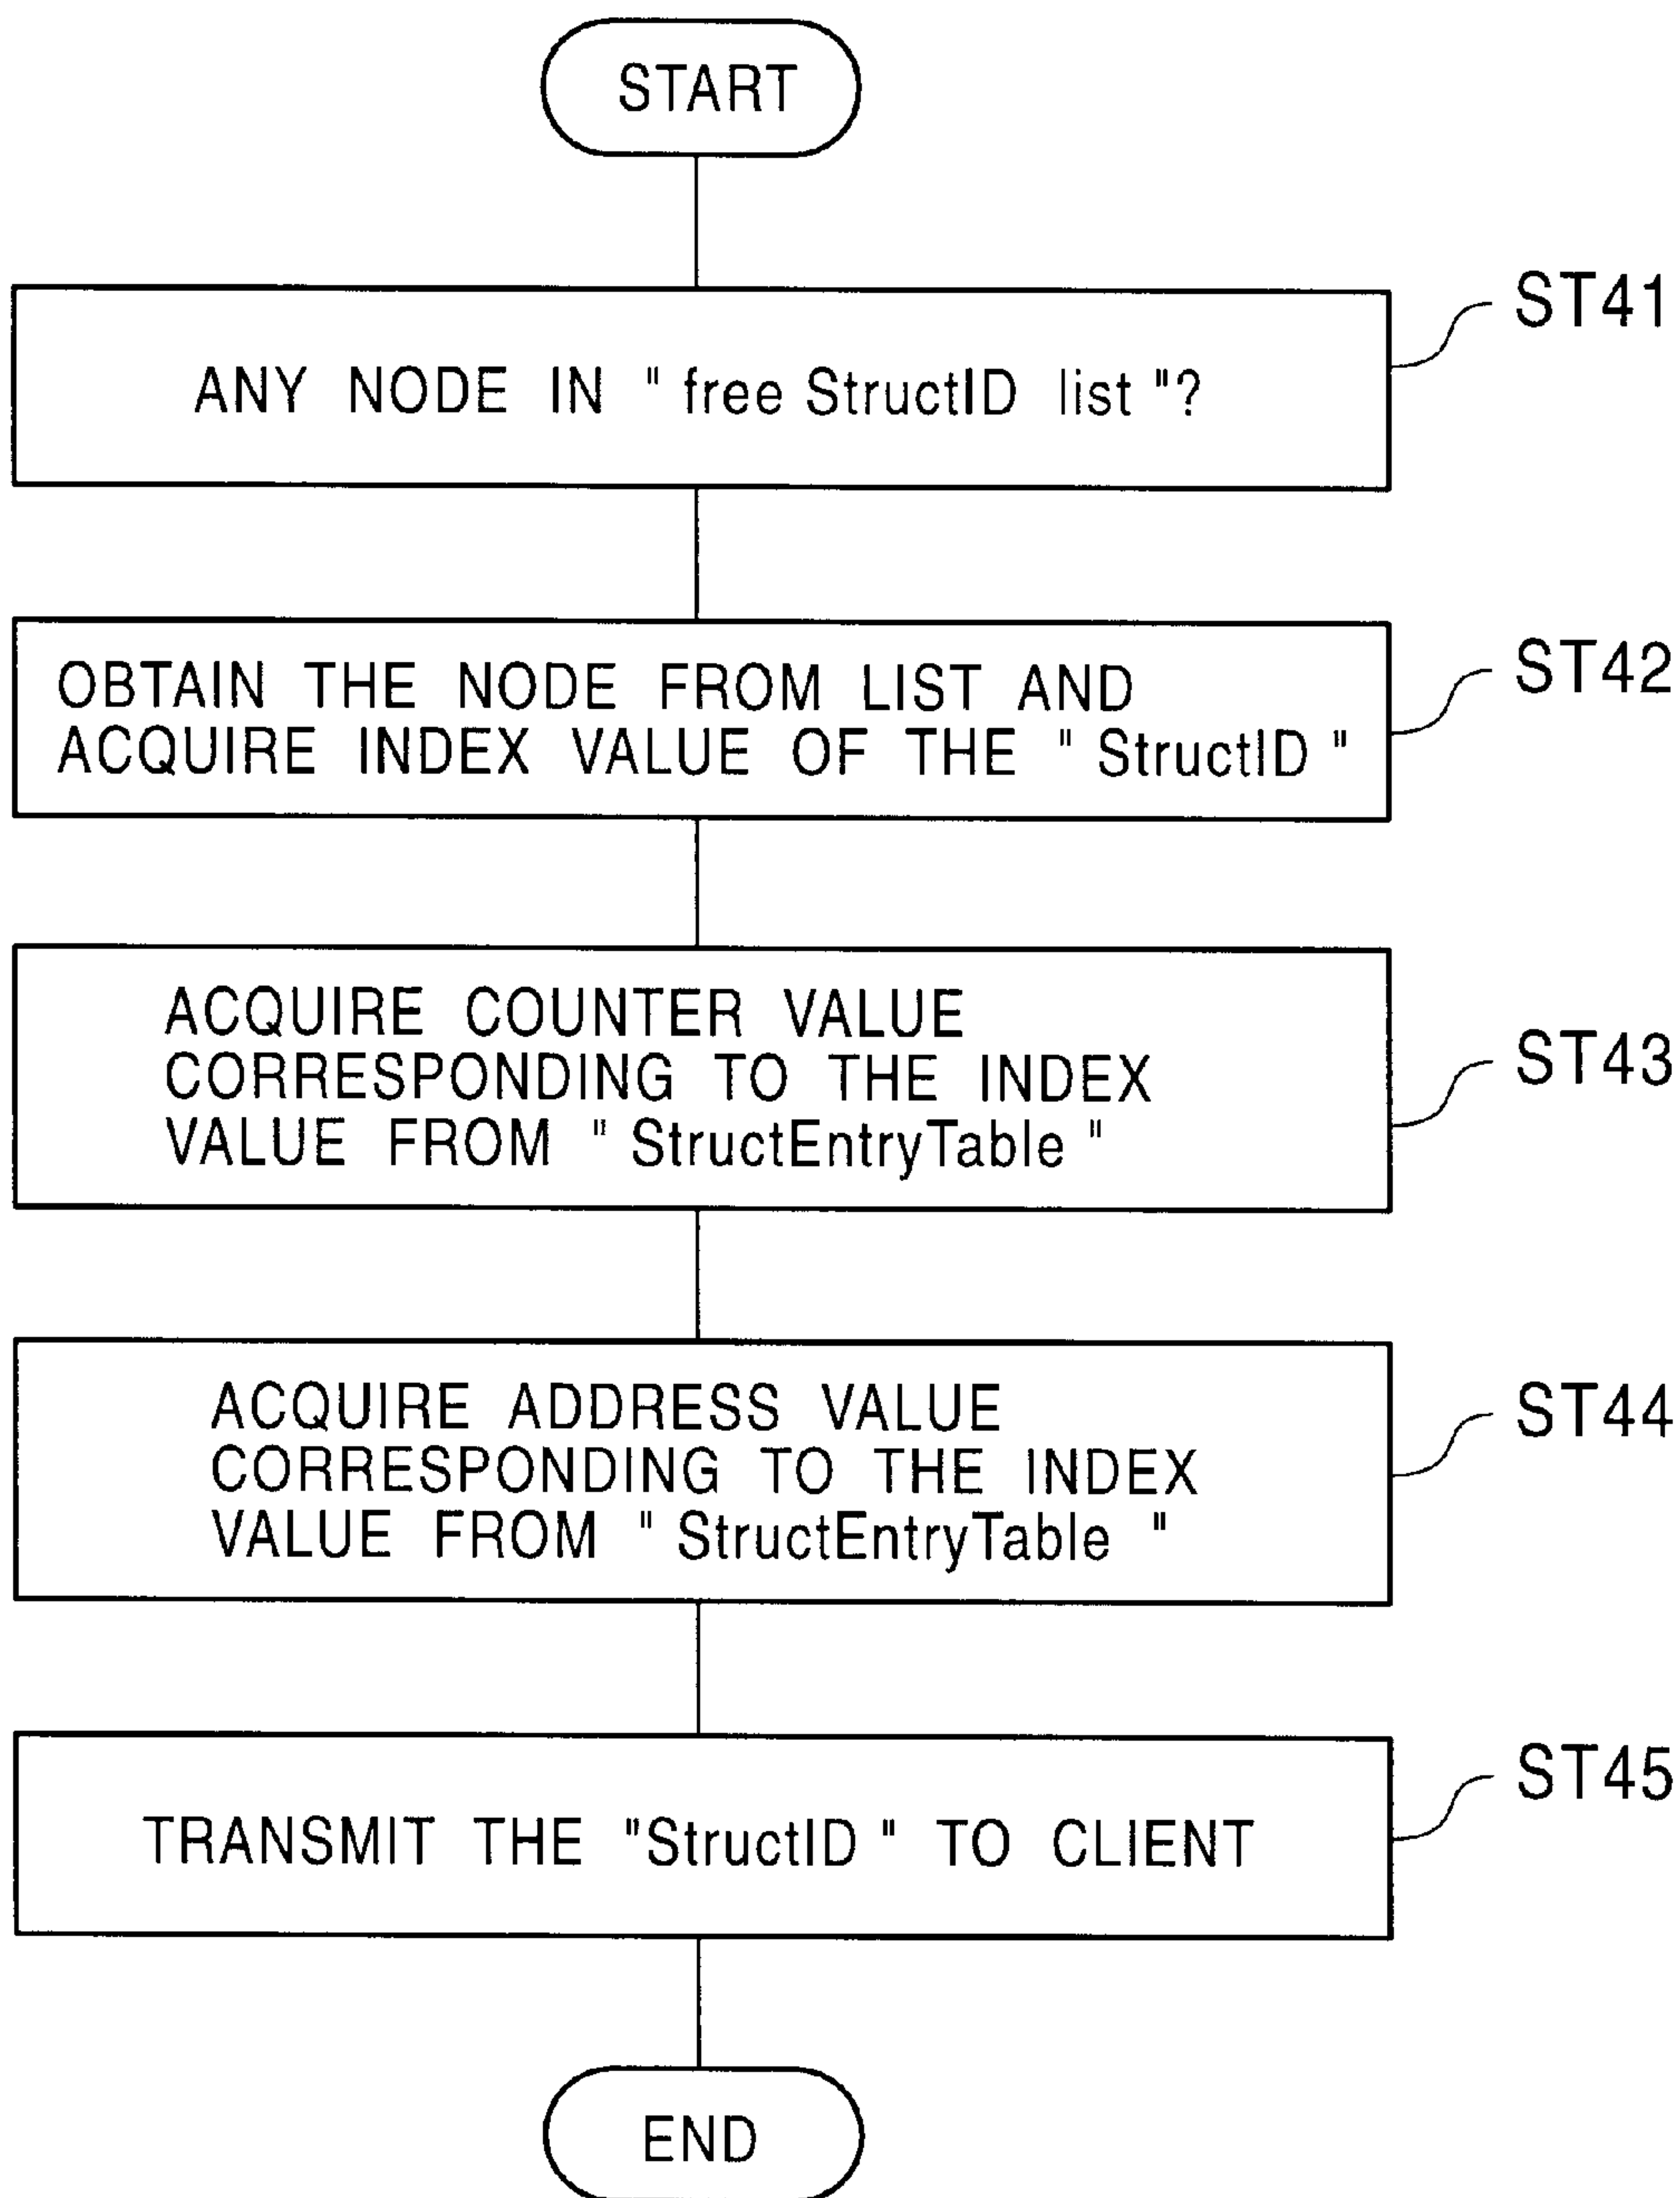 START
ST41
ANY NODE IN " free StructID list "?
ST42
OBTAIN THE NODE FROM LIST AND
ACQUIRE INDEX VALUE OF THE " StructID "
ACQUIRE COUNTER VALUE
CORRESPONDING TO THE INDEX
VALUE FROM " StructEntryTable "
ST43
ACQUIRE ADDRESS VALUE
CORRESPONDING TO THE INDEX
VALUE FROM " StructEntryTable "
ST44
ST45
TRANSMIT THE "StructID " TO CLIENT
END